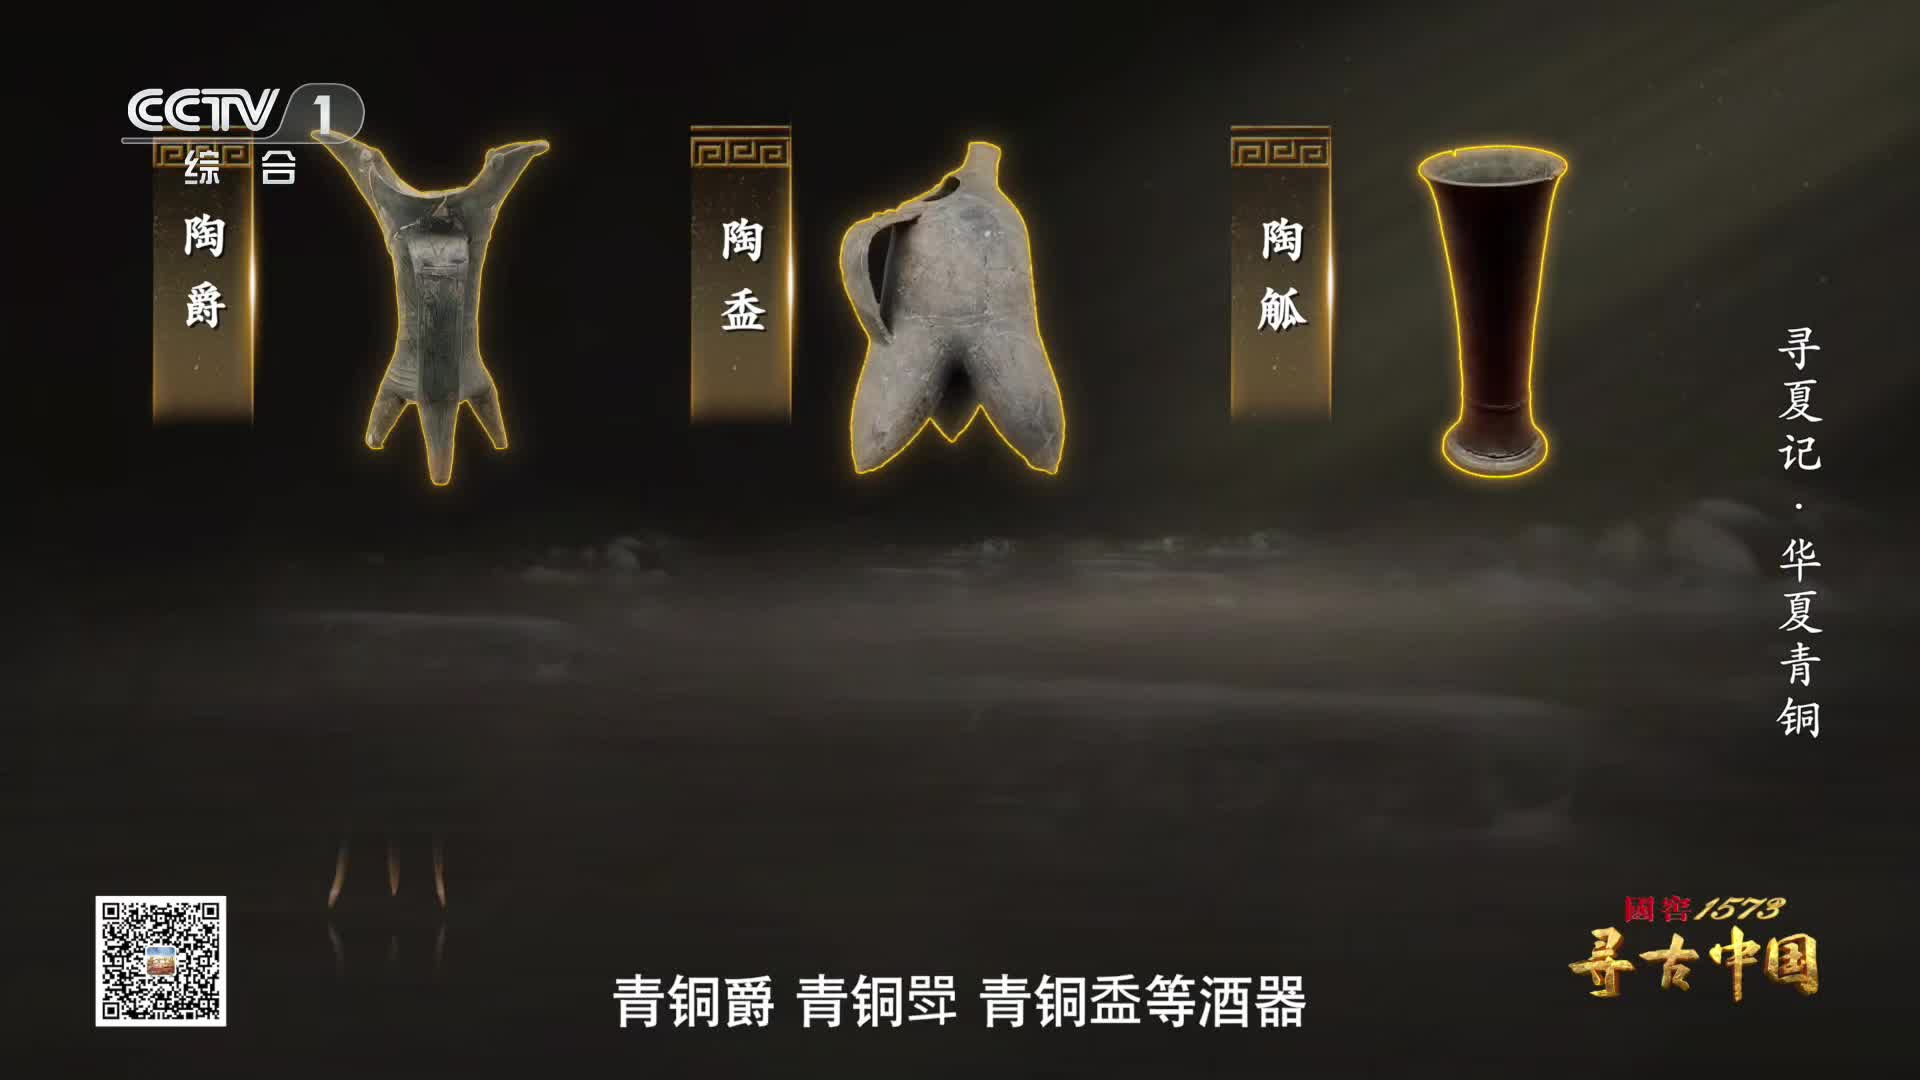 CCTV 1
综合
陶爵
陶盉
陶觚
寻夏记·华夏青铜
國窖1573
寻古中国
青铜爵 青铜斝 青铜盉等酒器